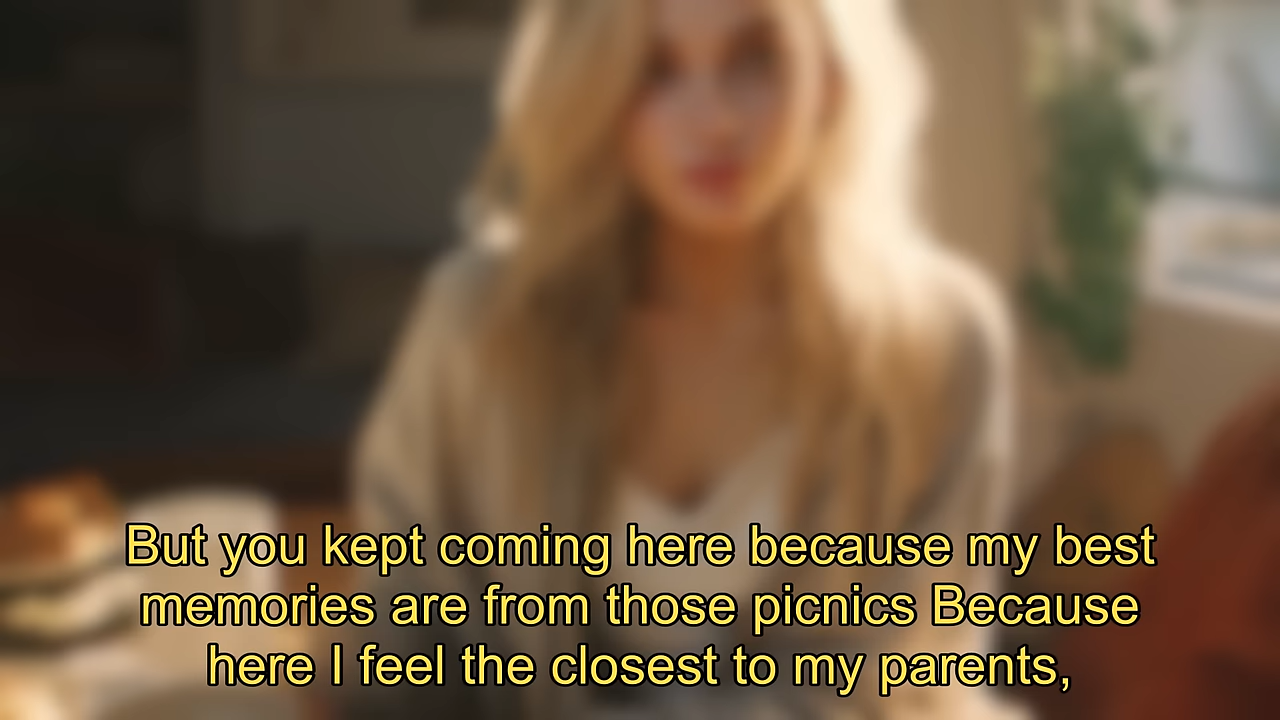 But you kept coming here because my best
memories are from those picnics Because
here I feel the closest to my parents,